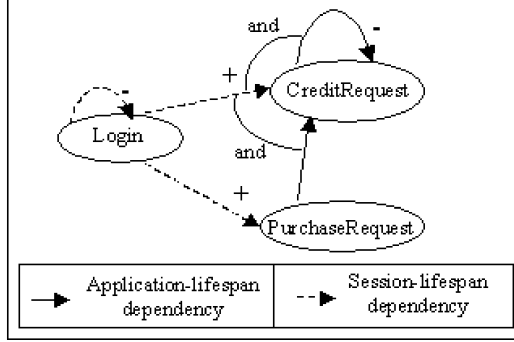 and
-
-
+
CreditRequest
Login
and
+
PurchaseRequest
Application-lifespan
dependency
Session-lifespan
dependency